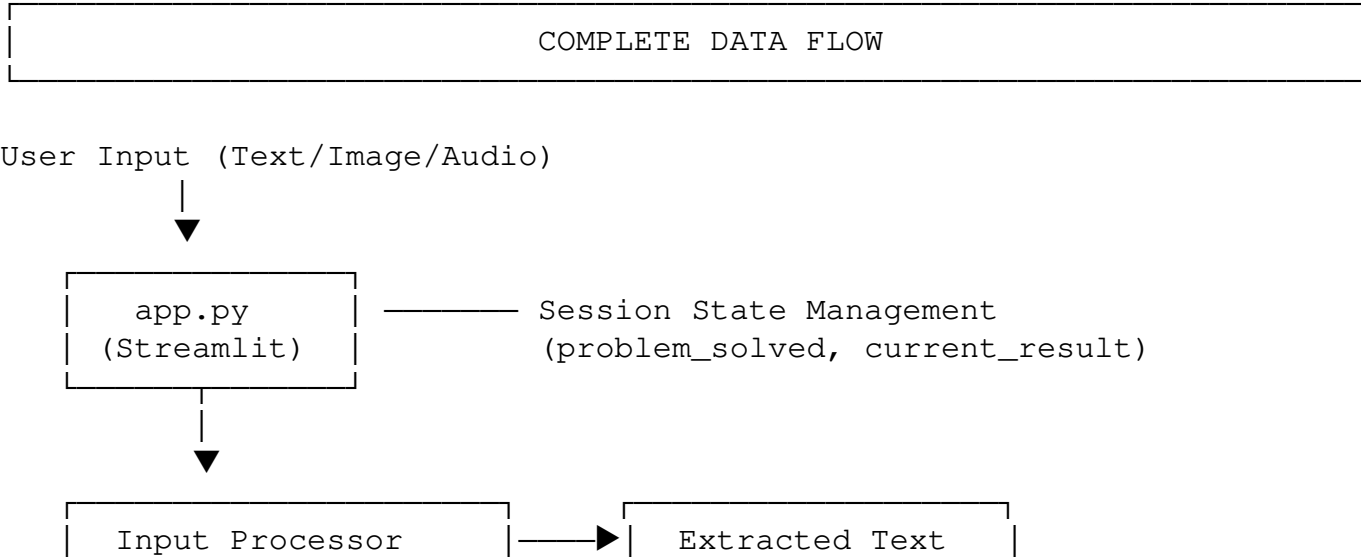 COMPLETE DATA FLOW
User Input (Text/Image/Audio)
app.py
(Streamlit)
Session State Management
(problem_solved, current_result)
Input Processor
Extracted Text